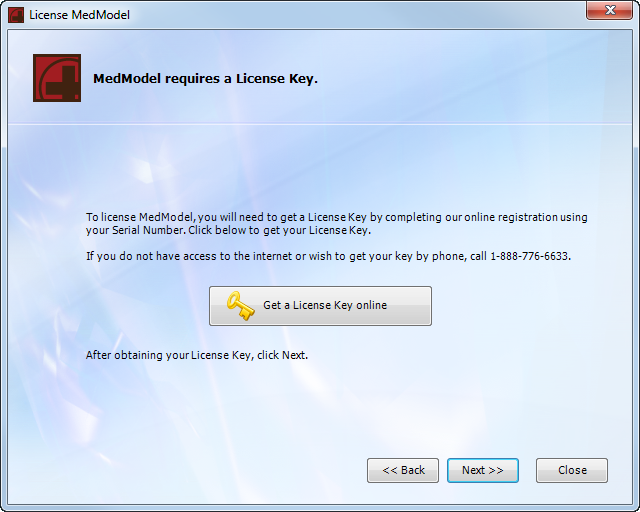 License MedModel
MedModel requires a License Key.
To license MedModel, you will need to get a License Key by completing our online registration using
your Serial Number. Click below to get your License Key.
If you do not have access to the internet or wish to get your key by phone, call 1-888-776-6633.
Get a License Key online
After obtaining your License Key, click Next.
<< Back
Next >>
Close